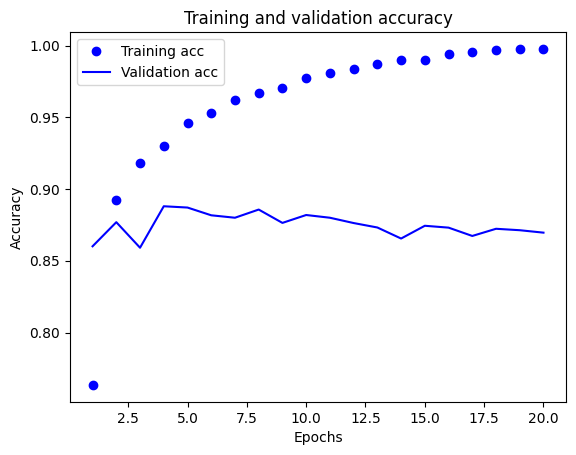 Training and validation accuracy
1.00
Training acc
Validation acc
0.95
0.90
0.85
0.80
Accuracy
2.5 5.0 7.5 10.0 12.5 15.0 17.5 20.0
Epochs